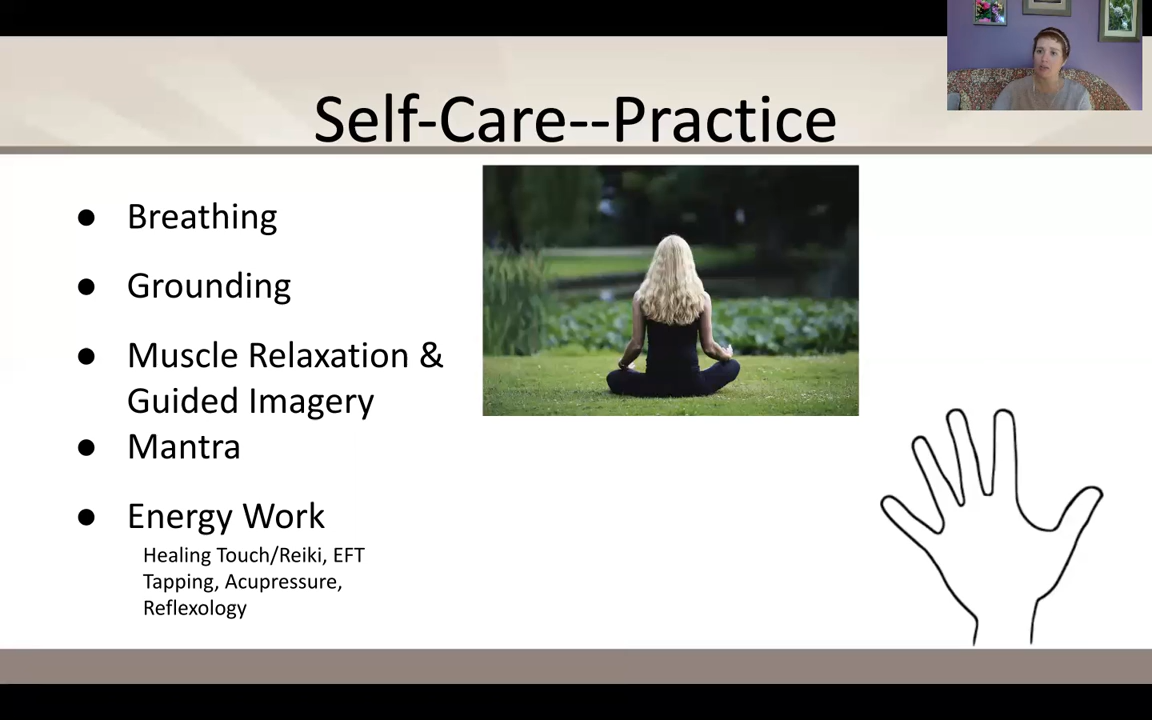 Self-Care--Practice
● Breathing
● Grounding
● Muscle Relaxation &
Guided Imagery
● Mantra
● Energy Work
Healing Touch/Reiki, EFT
Tapping, Acupressure,
Reflexology